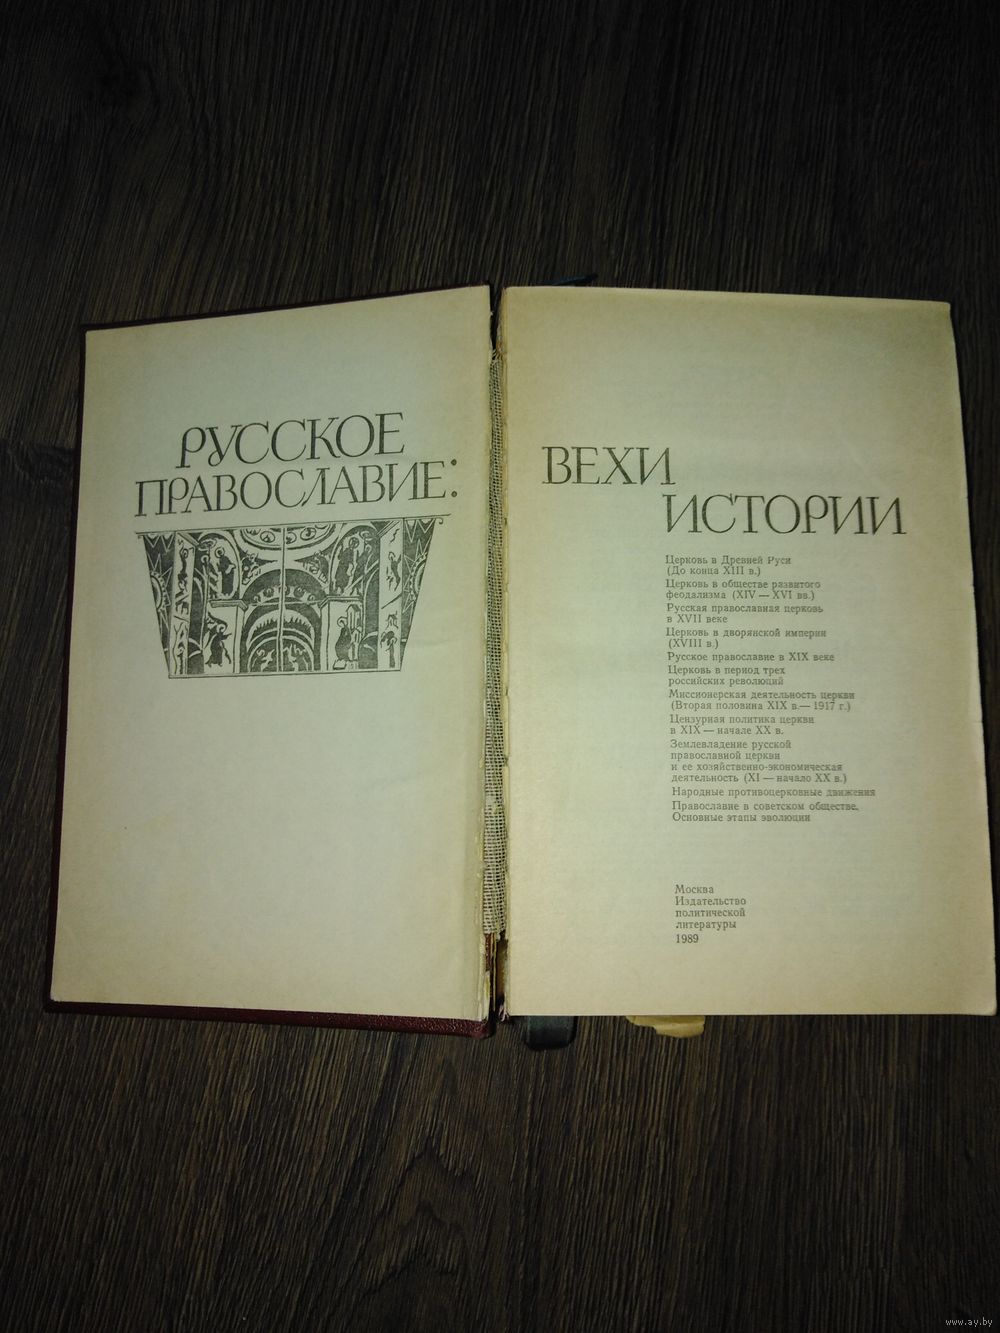 РУССКОЕ
ПРАВОСЛАВИЕ:
ВЕХИ
ИСТОРИИ
Церковь в Древней Руси
(До конца XIII в.)
Церковь в обществе развитого
феодализма (XIV — XVI вв.)
Русская православная церковь
в XVII веке
Церковь в дворянской империи
(XVIII в.)
Русское православие в XIX веке
Церковь в период трех
российских революций
Миссионерская деятельность церкви
(Вторая половина XIX в.— 1917 г.)
Цензурная политика церкви
в XIX — начале XX в.
Землевладение русской
православной церкви
и ее хозяйственно-экономическая
деятельность (XI — начало XX в.)
Народные противоцерковные движения
Православие в советском обществе.
Основные этапы эволюции
Москва
Издательство
политической
литературы
1989
www.ay.by